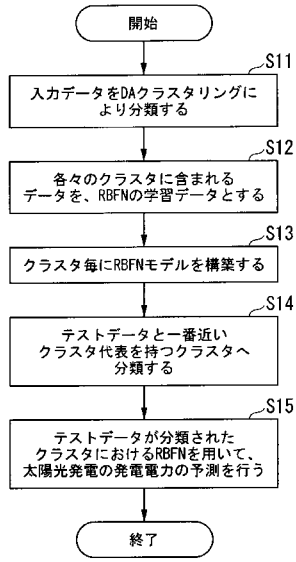 開始
S11
入力データをDAクラスタリングに
より分類する
S12
各々のクラスタに含まれる
データを、RBFNの学習データとする
S13
クラスタ毎にRBFNモデルを構築する
S14
テストデータと一番近い
クラスタ代表を持つクラスタへ
分類する
S15
テストデータが分類された
クラスタにおけるRBFNを用いて、
太陽光発電の発電電力の予測を行う
終了